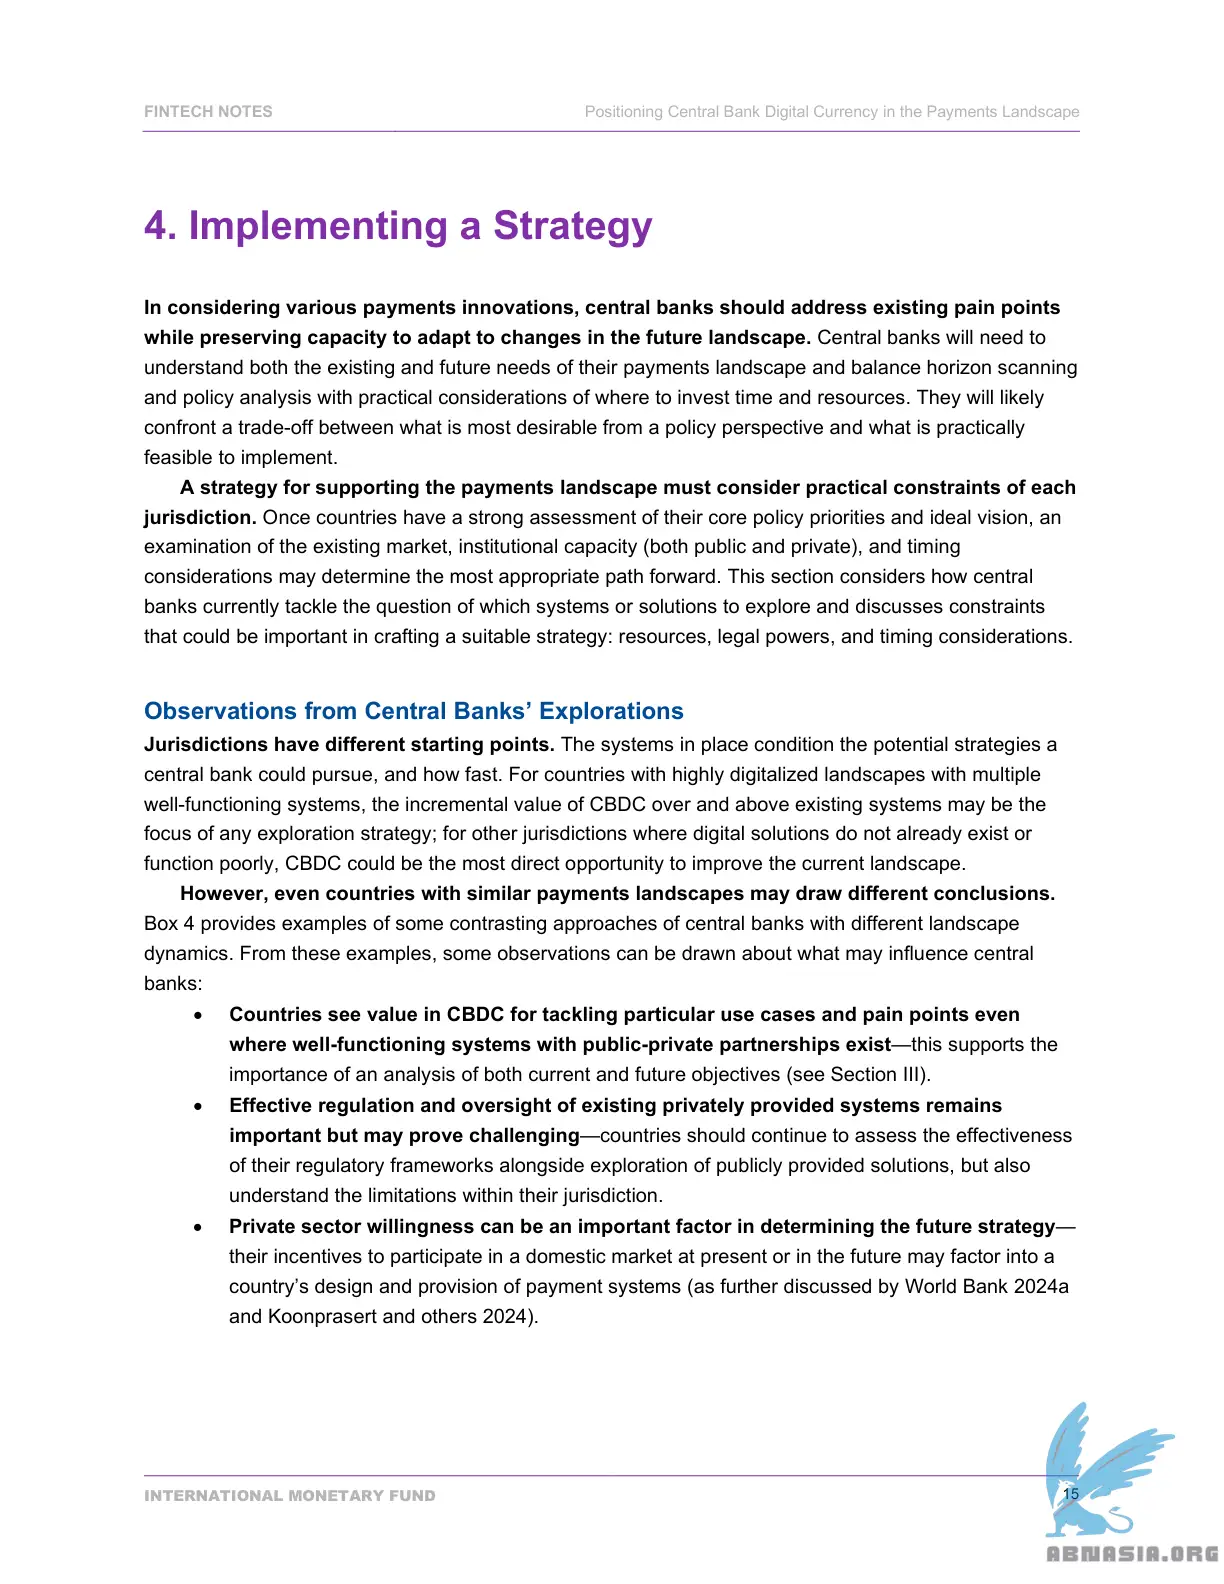 FINTECH NOTES
Positioning Central Bank Digital Currency in the Payments Landscape
4. Implementing a Strategy
In considering various payments innovations, central banks should address existing pain points
while preserving capacity to adapt to changes in the future landscape. Central banks will need to
understand both the existing and future needs of their payments landscape and balance horizon scanning
and policy analysis with practical considerations of where to invest time and resources. They will likely
confront a trade-off between what is most desirable from a policy perspective and what is practically
feasible to implement.
A strategy for supporting the payments landscape must consider practical constraints of each
jurisdiction. Once countries have a strong assessment of their core policy priorities and ideal vision, an
examination of the existing market, institutional capacity (both public and private), and timing
considerations may determine the most appropriate path forward. This section considers how central
banks currently tackle the question of which systems or solutions to explore and discusses constraints
that could be important in crafting a suitable strategy: resources, legal powers, and timing considerations.
Observations from Central Banks’ Explorations
Jurisdictions have different starting points. The systems in place condition the potential strategies a
central bank could pursue, and how fast. For countries with highly digitalized landscapes with multiple
well-functioning systems, the incremental value of CBDC over and above existing systems may be the
focus of any exploration strategy; for other jurisdictions where digital solutions do not already exist or
function poorly, CBDC could be the most direct opportunity to improve the current landscape.
However, even countries with similar payments landscapes may draw different conclusions.
Box 4 provides examples of some contrasting approaches of central banks with different landscape
dynamics. From these examples, some observations can be drawn about what may influence central
banks:
• Countries see value in CBDC for tackling particular use cases and pain points even
where well-functioning systems with public-private partnerships exist—this supports the
importance of an analysis of both current and future objectives (see Section III).
• Effective regulation and oversight of existing privately provided systems remains
important but may prove challenging—countries should continue to assess the effectiveness
of their regulatory frameworks alongside exploration of publicly provided solutions, but also
understand the limitations within their jurisdiction.
• Private sector willingness can be an important factor in determining the future strategy—
their incentives to participate in a domestic market at present or in the future may factor into a
country’s design and provision of payment systems (as further discussed by World Bank 2024a
and Koonprasert and others 2024).
INTERNATIONAL MONETARY FUND
15
ABNASIA.ORG